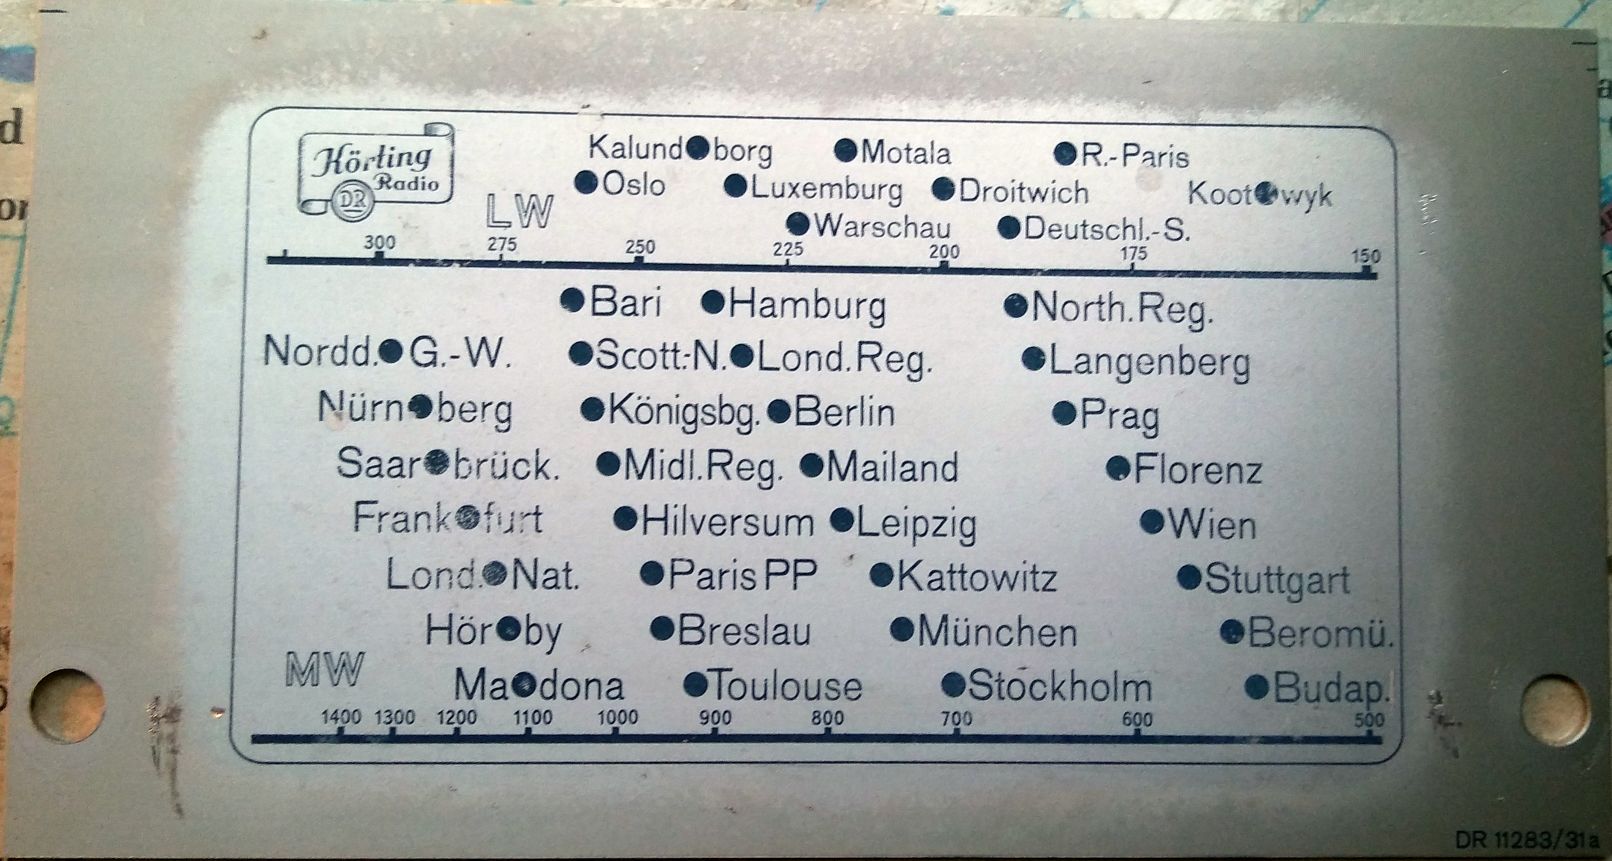 Körting
Radio
DR
Kalund borg Motala R.-Paris
LW Oslo Luxemburg Droitwich Koot wyk
Warschau Deutschl.-S.
300 275 250 225 200 175 150
Bari Hamburg North.Reg.
Nordd. G.-W. Scott.-N. Lond.Reg. Langenberg
Nürn berg Königsbg. Berlin Prag
Saar brück. Midl.Reg. Mailand Florenz
Frank furt Hilversum Leipzig Wien
Lond. Nat. Paris PP Kattowitz Stuttgart
Hör by Breslau München Beromü.
MW Ma dona Toulouse Stockholm Budap.
1400 1300 1200 1100 1000 900 800 700 600 500
DR 11283/31a